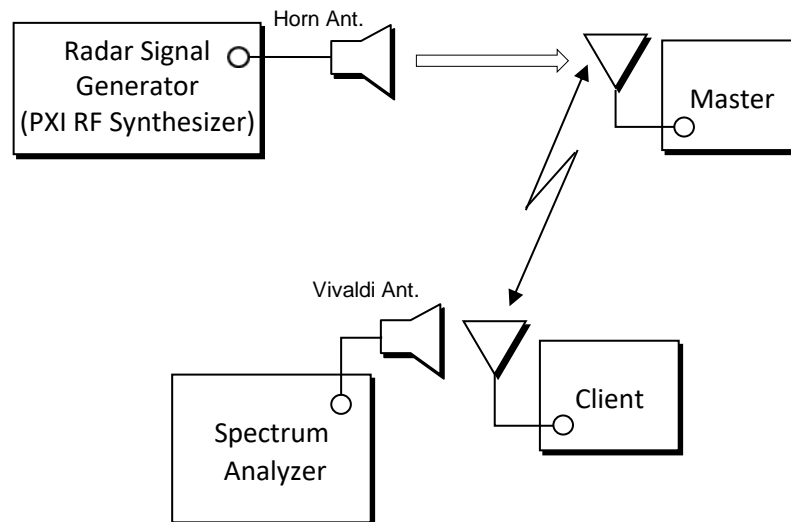 Horn Ant.
Radar Signal
Generator
(PXI RF Synthesizer)
Master
Vivaldi Ant.
Client
Spectrum
Analyzer